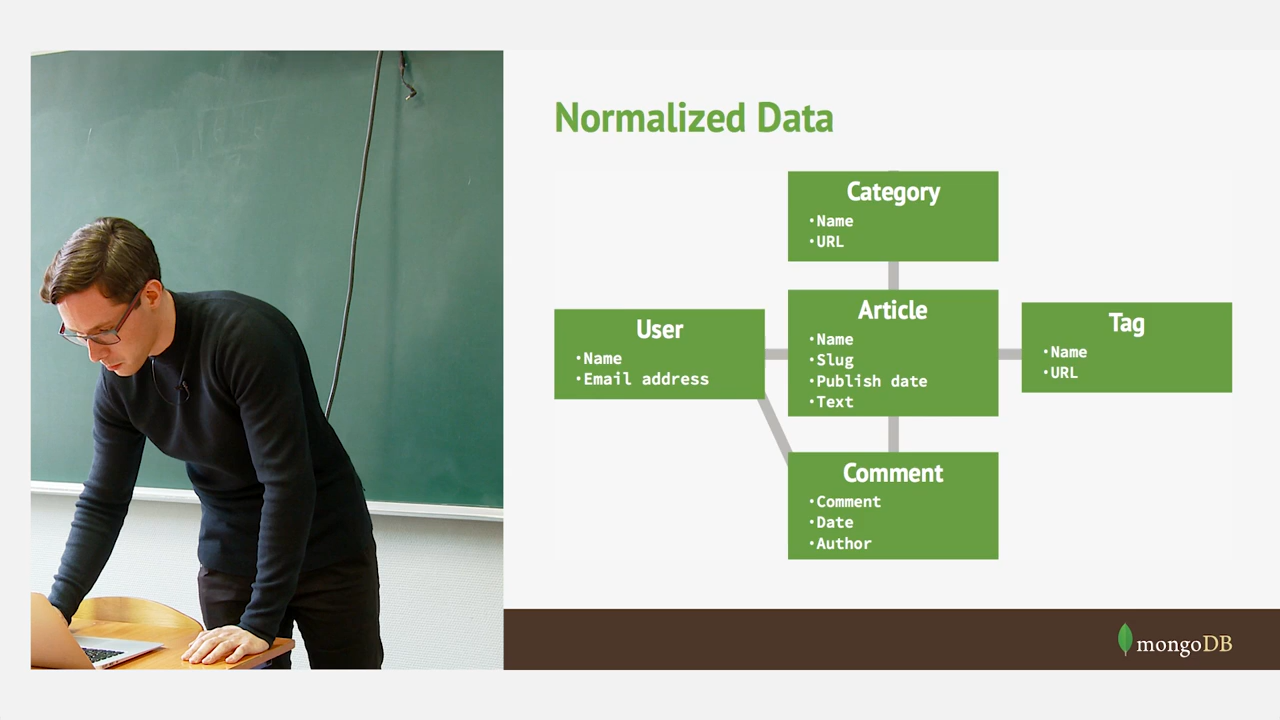 Normalized Data
Category
•Name
•URL
User
•Name
•Email address
Article
•Name
•Slug
•Publish date
•Text
Tag
•Name
•URL
Comment
•Comment
•Date
•Author
mongoDB